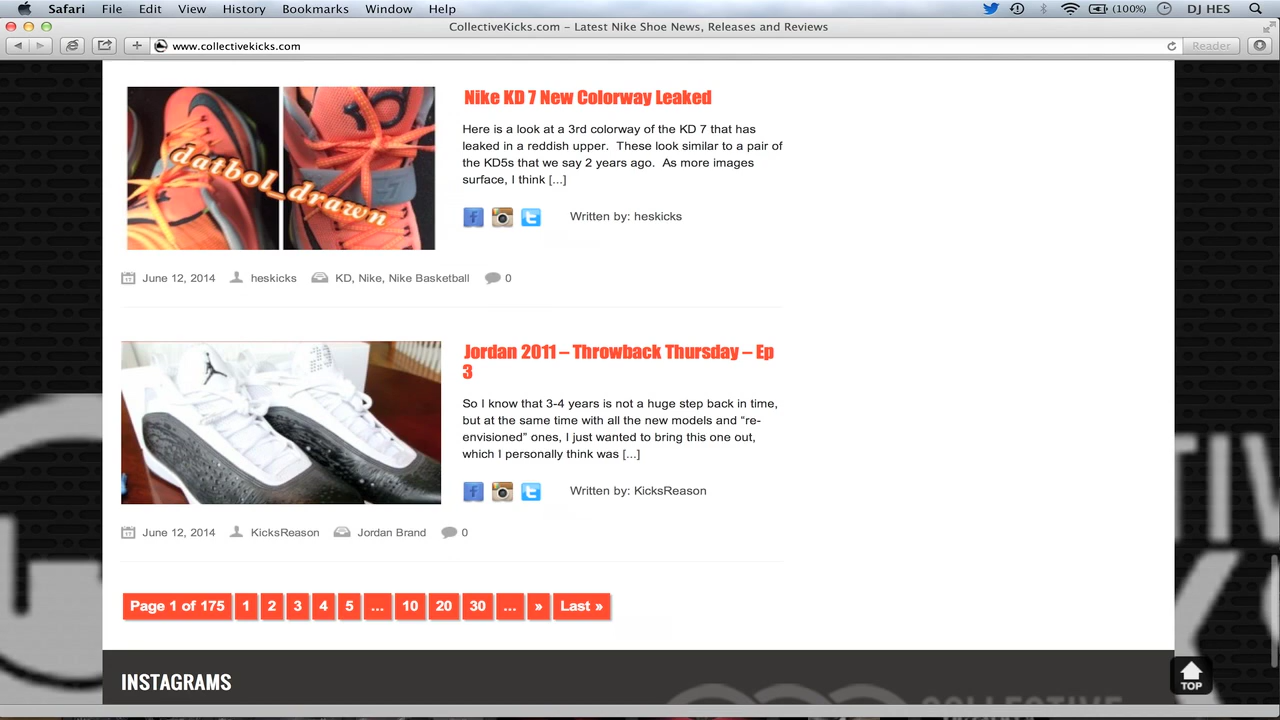 Safari File Edit View History Bookmarks Window Help (100%) DJ HES
CollectiveKicks.com – Latest Nike Shoe News, Releases and Reviews
www.collectivekicks.com Reader
Nike KD 7 New Colorway Leaked
datbol_drawn
Here is a look at a 3rd colorway of the KD 7 that has
leaked in a reddish upper. These look similar to a pair of
the KD5s that we say 2 years ago. As more images
surface, I think [...]
Written by: heskicks
June 12, 2014 heskicks KD, Nike, Nike Basketball 0
Jordan 2011 – Throwback Thursday – Ep
3
So I know that 3-4 years is not a huge step back in time,
but at the same time with all the new models and “re-
envisioned” ones, I just wanted to bring this one out,
which I personally think was [...]
Written by: KicksReason
June 12, 2014 KicksReason Jordan Brand 0
Page 1 of 175 1 2 3 4 5 ... 10 20 30 ... » Last »
TOP
INSTAGRAMS
COLLECTIVE